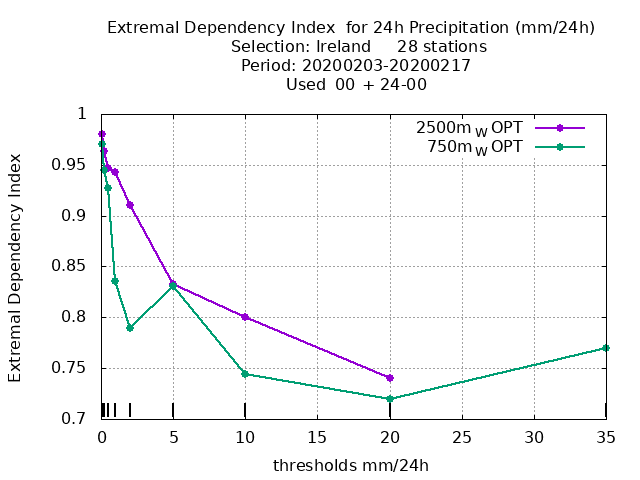 Extremal Dependency Index  for 24h Precipitation (mm/24h)
Selection: Ireland     28 stations
Period: 20200203-20200217
Used  00 + 24-00
2500m W OPT
750m W OPT
1
0.95
0.9
0.85
0.8
0.75
0.7
Extremal Dependency Index
0 5 10 15 20 25 30 35
thresholds mm/24h